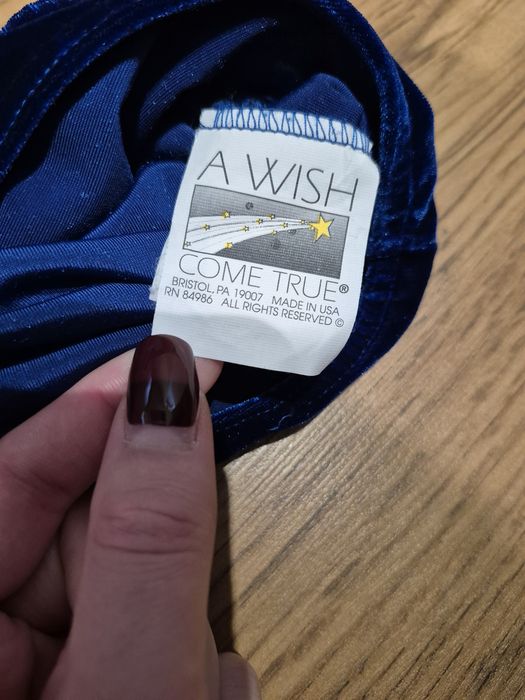 A WISH
COME TRUE®
BRISTOL, PA 19007 MADE IN USA
RN 84986 ALL RIGHTS RESERVED ©